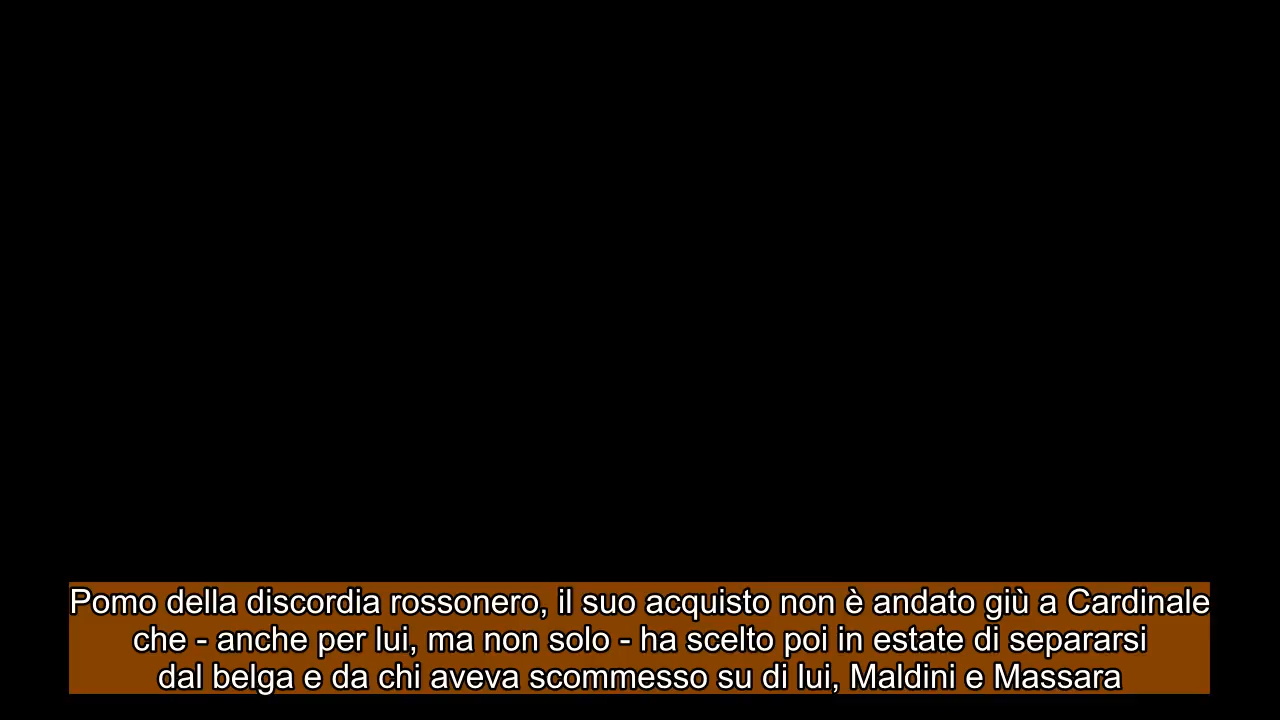 Pomo della discordia rossonero, il suo acquisto non è andato giù a Cardinale
che - anche per lui, ma non solo - ha scelto poi in estate di separarsi
dal belga e da chi aveva scommesso su di lui, Maldini e Massara